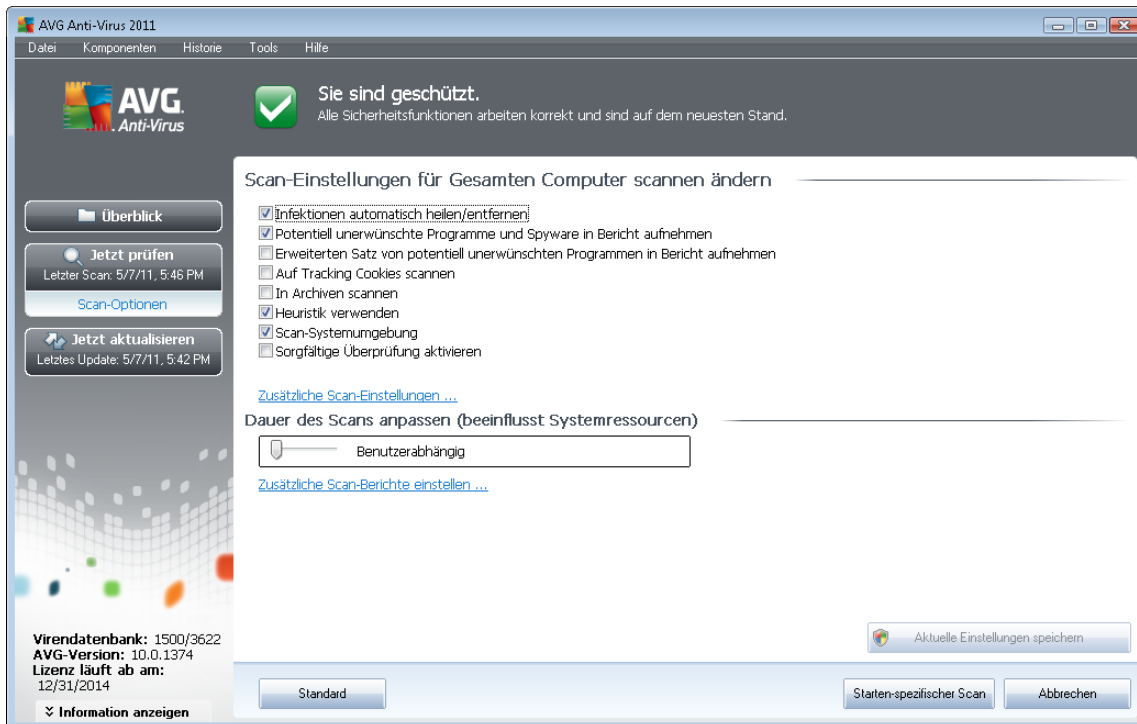 AVG Anti-Virus 2011
Datei Komponenten Historie Tools Hilfe
AVG.
Anti-Virus
Sie sind geschützt.
Alle Sicherheitsfunktionen arbeiten korrekt und sind auf dem neuesten Stand.
Überblick
Jetzt prüfen
Letzter Scan: 5/7/11, 5:46 PM
Scan-Optionen
Jetzt aktualisieren
Letztes Update: 5/7/11, 5:42 PM
Scan-Einstellungen für Gesamten Computer scannen ändern
Infektionen automatisch heilen/entfernen
Potentiell unerwünschte Programme und Spyware in Bericht aufnehmen
Erweiterten Satz von potentiell unerwünschten Programmen in Bericht aufnehmen
Auf Tracking Cookies scannen
In Archiven scannen
Heuristik verwenden
Scan-Systemumgebung
Sorgfältige Überprüfung aktivieren
Zusätzliche Scan-Einstellungen ...
Dauer des Scans anpassen (beeinflusst Systemressourcen)
Benutzerabhängig
Zusätzliche Scan-Berichte einstellen ...
Virendatenbank: 1500/3622
AVG-Version: 10.0.1374
Lizenz läuft ab am:
12/31/2014
Information anzeigen
Aktuelle Einstellungen speichern
Standard
Starten-spezifischer Scan
Abbrechen